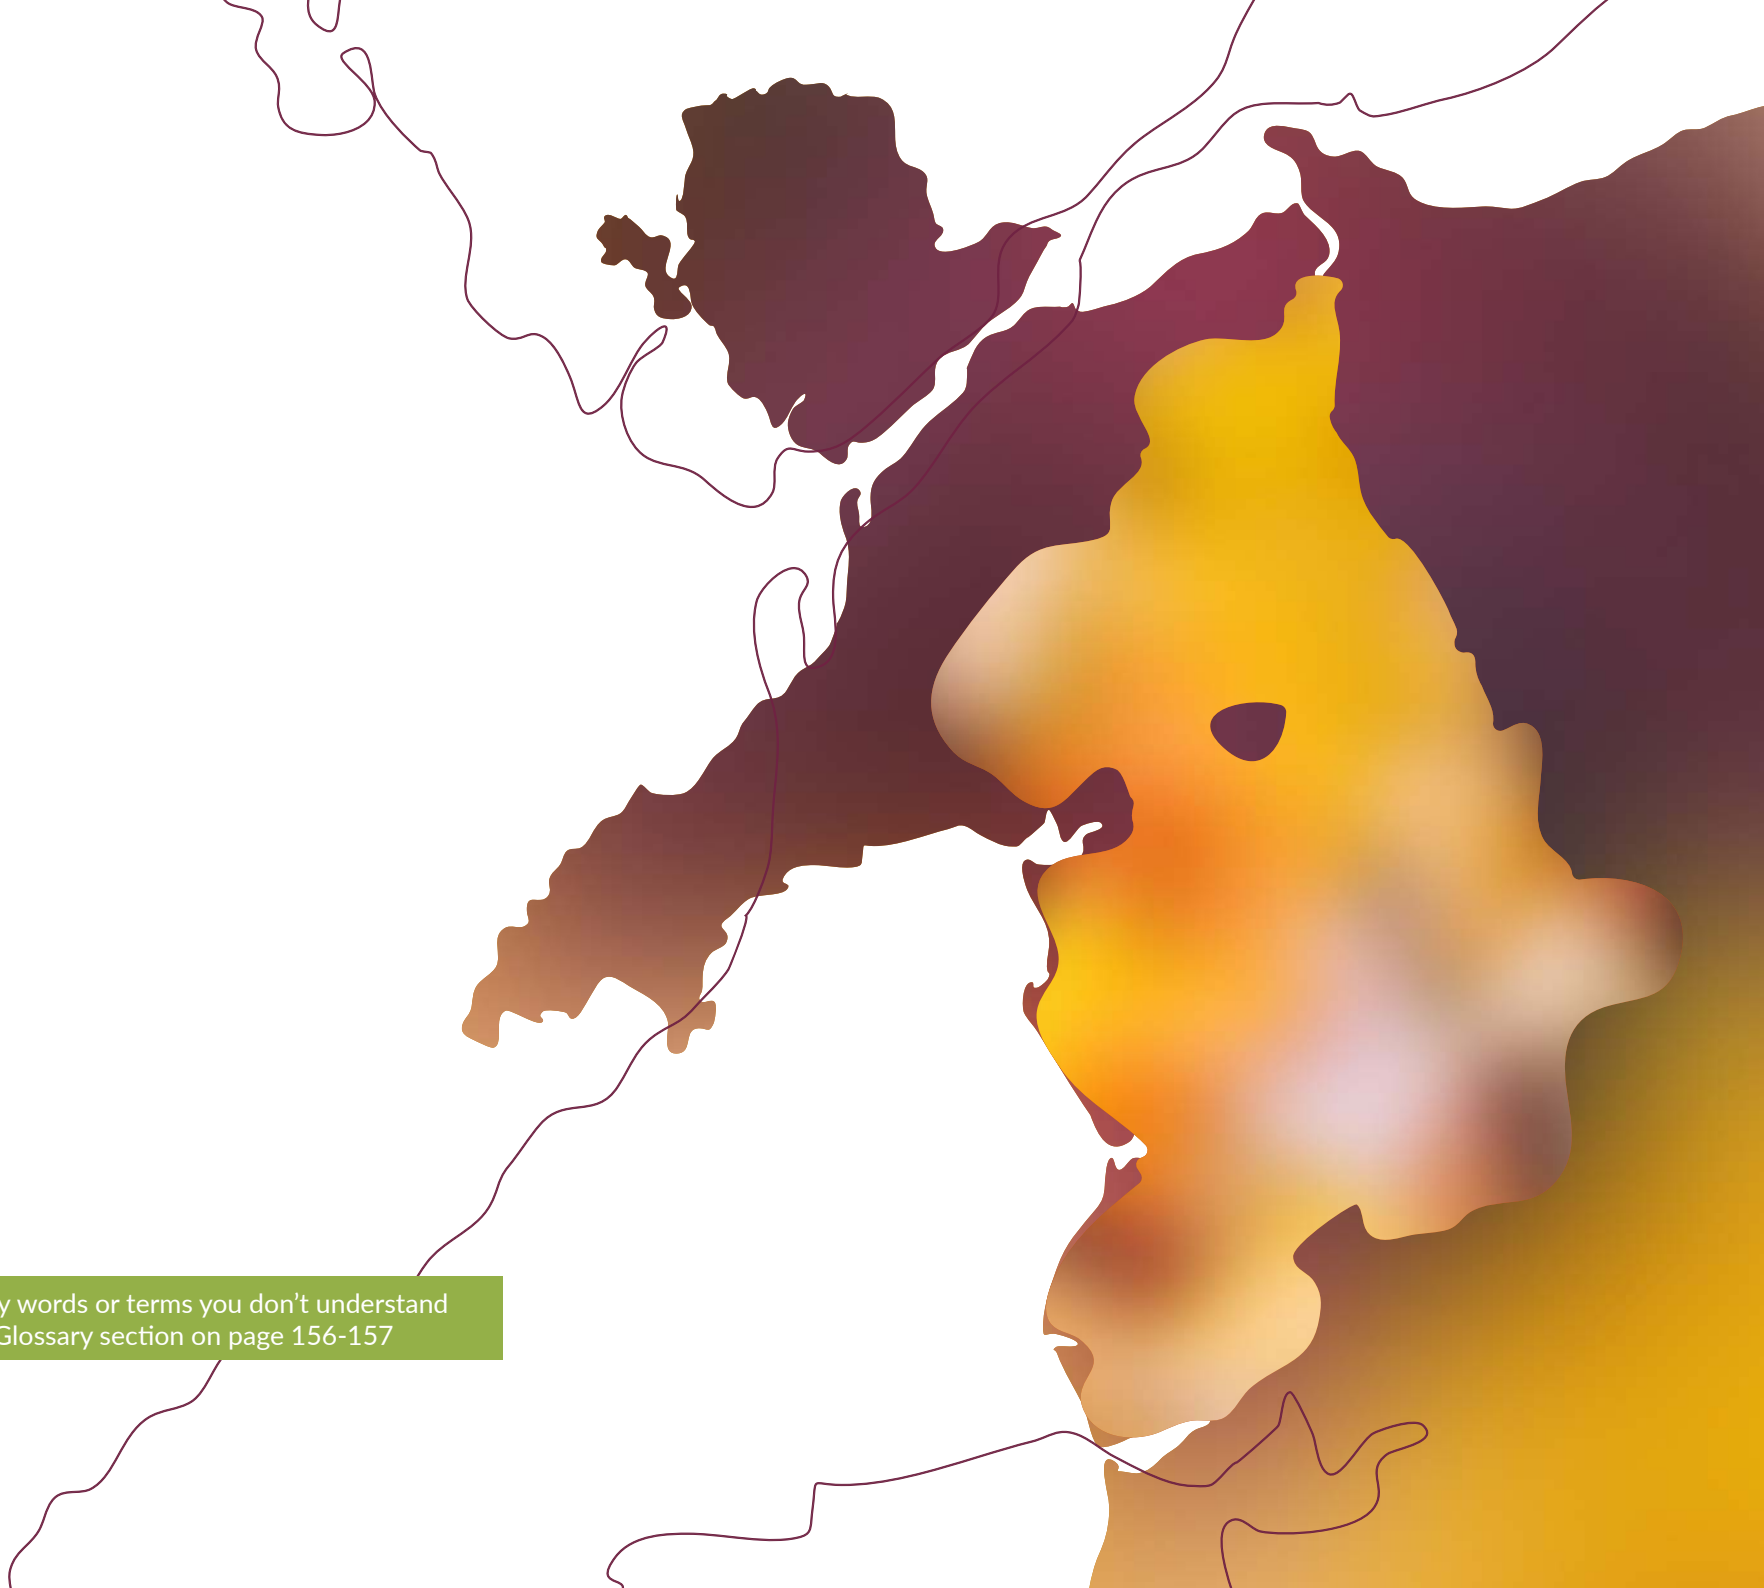 words or terms you don’t understand
Glossary section on page 156-157